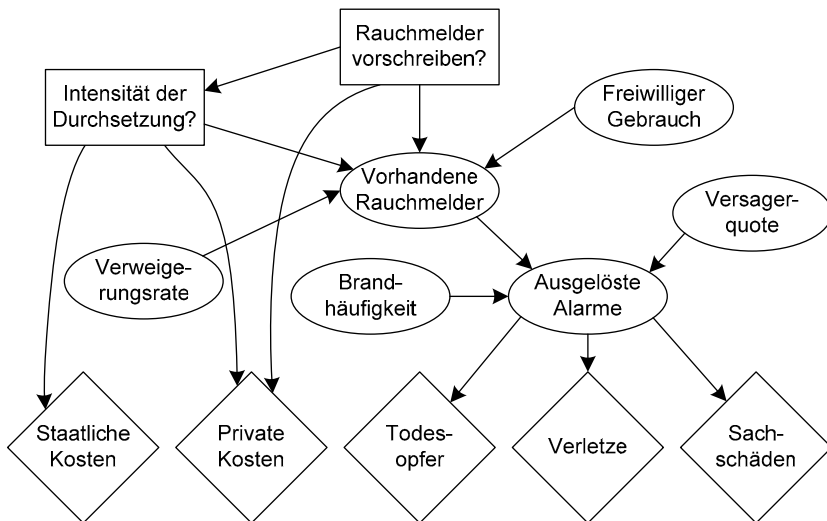 Rauchmelder
vorschreiben?
Intensität der
Durchsetzung?
Freiwilliger
Gebrauch
Vorhandene
Rauchmelder
Versager-
quote
Verweige-
rungsrate
Brand-
häufigkeit
Ausgelöste
Alarme
Staatliche
Kosten
Private
Kosten
Todes-
opfer
Verletze
Sach-
schäden